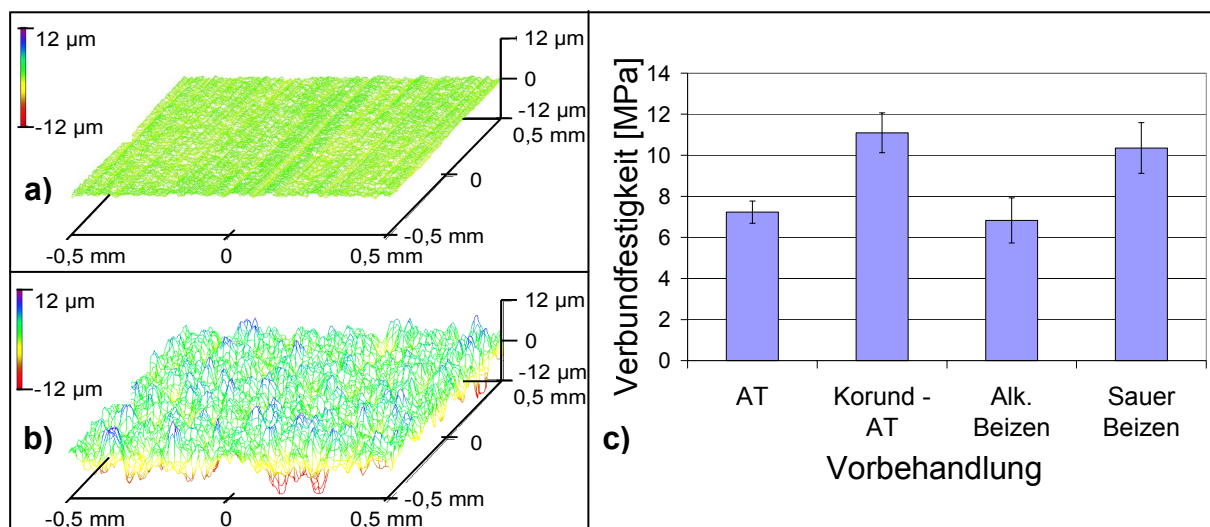 12 µm
-12 µm
12 µm
0
-12 µm
0,5 mm
0
-0,5 mm
-0,5 mm
0
0,5 mm
a)
12 µm
-12 µm
12 µm
0
-12 µm
0,5 mm
0
-0,5 mm
-0,5 mm
0
0,5 mm
b)
Verbundfestigkeit [MPa]
14
12
10
8
6
4
2
0
AT
Korund -
AT
Alk.
Beizen
Sauer
Beizen
Vorbehandlung
c)